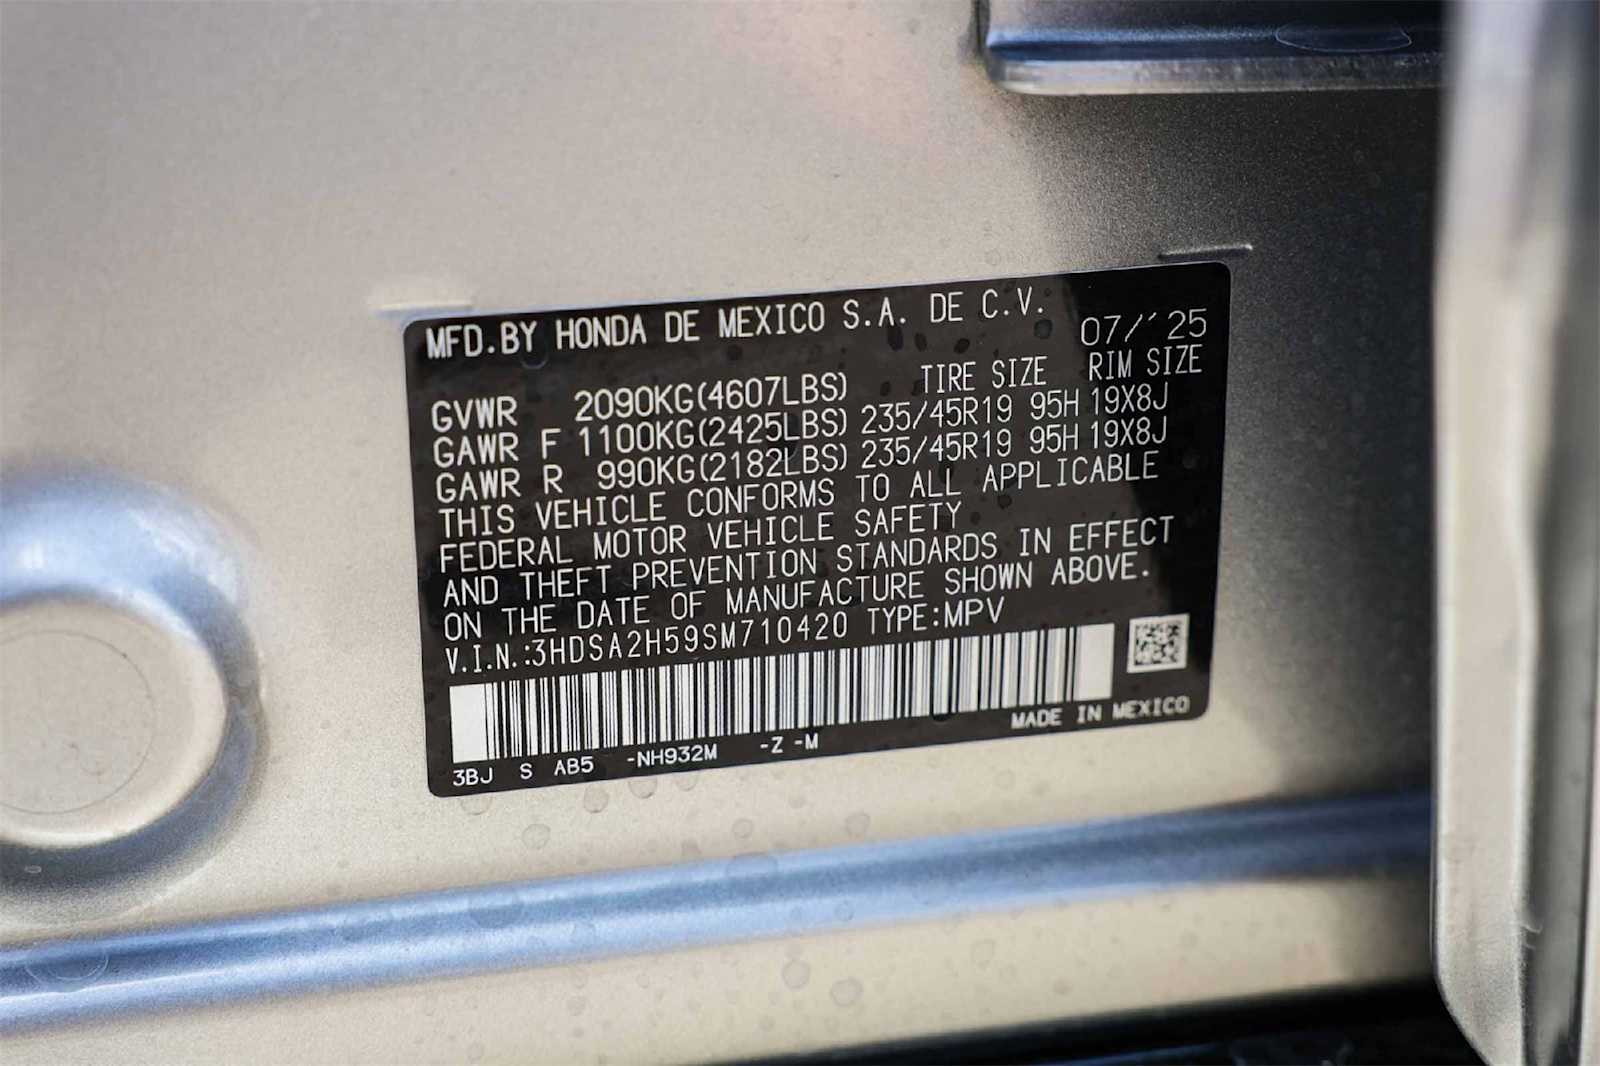 MFD.BY HONDA DE MEXICO S.A. DE C.V.
07/'25
TIRE SIZE RIM SIZE
GVWR 2090KG(4607LBS)
GAWR F 1100KG(2425LBS) 235/45R19 95H 19X8J
GAWR R 990KG(2182LBS) 235/45R19 95H 19X8J
THIS VEHICLE CONFORMS TO ALL APPLICABLE
FEDERAL MOTOR VEHICLE SAFETY
AND THEFT PREVENTION STANDARDS IN EFFECT
ON THE DATE OF MANUFACTURE SHOWN ABOVE.
V.I.N.:3HDSA2H59SM710420 TYPE:MPV
MADE IN MEXICO
3BJ S AB5 -NH932M -Z -M